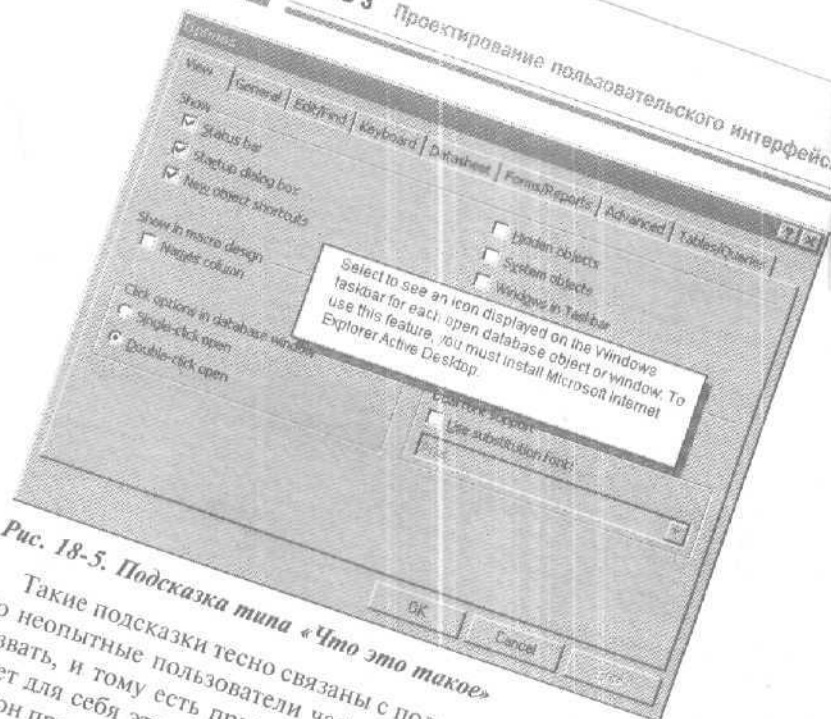 3 Проектирование пользовательского интерфейс
Options
View General Edit/Find Keyboard Datasheet Forms/Reports Advanced Tables/Queries
Show
Status bar
Startup dialog box
New object shortcuts
Hidden objects
System objects
Windows in Taskbar
Show in macro design
Names column
Click options in database window
Single-click open
Double-click open
Select to see an icon displayed on the Windows
taskbar for each open database object or window. To
use this feature, you must install Microsoft Internet
Explorer Active Desktop.
support
Use substitution font:
OK Cancel
Рис. 18-5. Подсказка типа «Что это такое»
Такие подсказки тесно связаны с
неопытные пользователи
звать, и тому есть
ет для себя
он